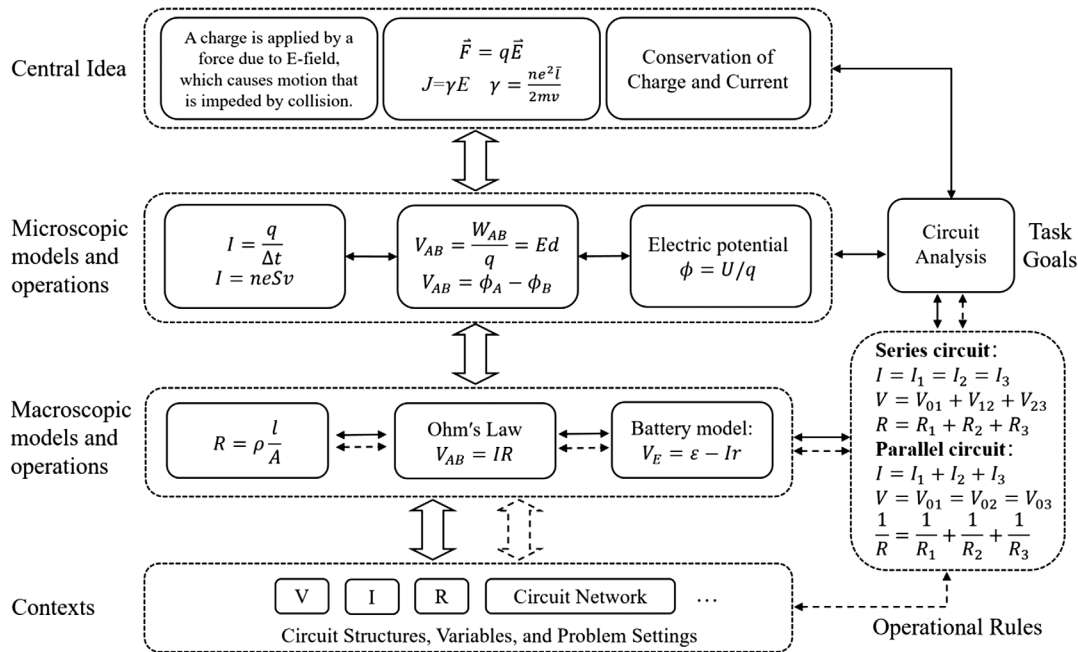 Central Idea
A charge is applied by a
force due to E-field,
which causes motion that
is impeded by collision.
F⃗ = qE⃗
J=γE γ = ne²l̄/2mv
Conservation of
Charge and Current
Microscopic
models and
operations
I = q/Δt
I = neSv
V_AB = W_AB/q = Ed
V_AB = ϕ_A − ϕ_B
Electric potential
ϕ = U/q
Circuit
Analysis
Task
Goals
Macroscopic
models and
operations
R = ρ l/A
Ohm's Law
V_AB = IR
Battery model:
V_E = ε − Ir
Series circuit:
I = I₁ = I₂ = I₃
V = V₀₁ + V₁₂ + V₂₃
R = R₁ + R₂ + R₃
Parallel circuit:
I = I₁ + I₂ + I₃
V = V₀₁ = V₀₂ = V₀₃
1/R = 1/R₁ + 1/R₂ + 1/R₃
Contexts
V I R Circuit Network …
Circuit Structures, Variables, and Problem Settings
Operational Rules